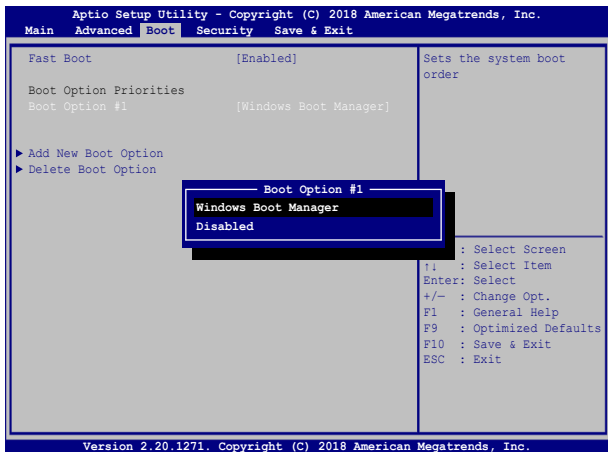 Aptio Setup Utility - Copyright (C) 2018 American Megatrends, Inc.
Main Advanced Boot Security Save & Exit
Fast Boot [Enabled]
Boot Option Priorities
Boot Option #1 [Windows Boot Manager]
▶ Add New Boot Option
▶ Delete Boot Option
Boot Option #1
Windows Boot Manager
Disabled
Sets the system boot
order
: Select Screen
↑↓ : Select Item
Enter: Select
+/— : Change Opt.
F1 : General Help
F9 : Optimized Defaults
F10 : Save & Exit
ESC : Exit
Version 2.20.1271. Copyright (C) 2018 American Megatrends, Inc.